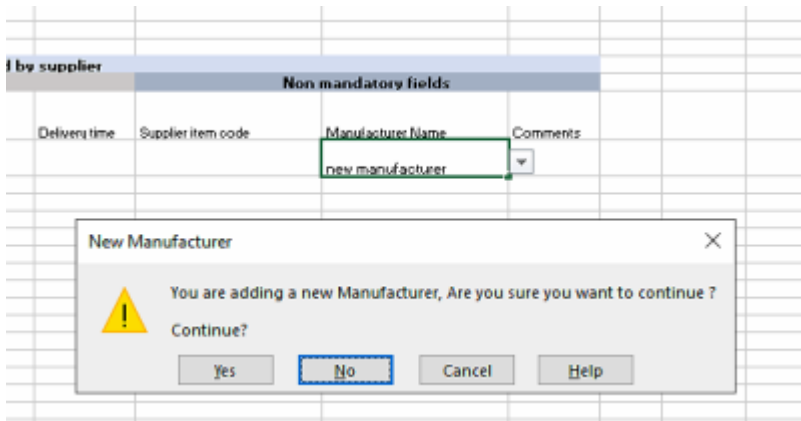 d by supplier
Non mandatory fields
Delivery time Supplier item code Manufacturer Name Comments
new manufacturer
New Manufacturer
You are adding a new Manufacturer, Are you sure you want to continue ?
Continue?
Yes No Cancel Help